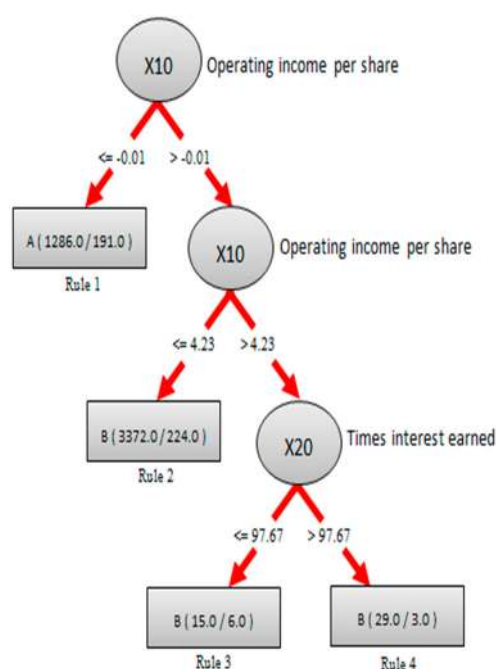 X10 Operating income per share
<= -0.01 > -0.01
A ( 1286.0 / 191.0 )
Rule 1
X10 Operating income per share
<= 4.23 > 4.23
B ( 3372.0 / 224.0 )
Rule 2
X20 Times interest earned
<= 97.67 > 97.67
B ( 15.0 / 6.0 ) B ( 29.0 / 3.0 )
Rule 3 Rule 4